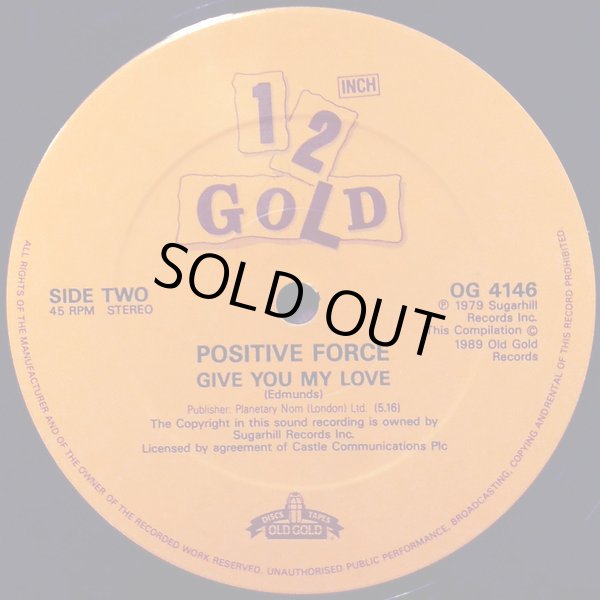 12 INCH
GOLD
SIDE TWO
45 RPM STEREO
OG 4146
℗ 1979 Sugarhill
Records Inc.
This Compilation ©
1989 Old Gold
Records
SOLD OUT
POSITIVE FORCE
GIVE YOU MY LOVE
(Edmunds)
Publisher: Planetary Nom (London) Ltd. (5.16)
The Copyright in this sound recording is owned by
Sugarhill Records Inc.
Licensed by agreement of Castle Communications Plc
DISCS TAPES
OLD GOLD
ALL RIGHTS OF THE MANUFACTURER AND OF THE OWNER OF THE RECORDED WORK RESERVED. UNAUTHORISED PUBLIC PERFORMANCE, BROADCASTING, COPYING AND RENTAL OF THIS RECORD PROHIBITED.